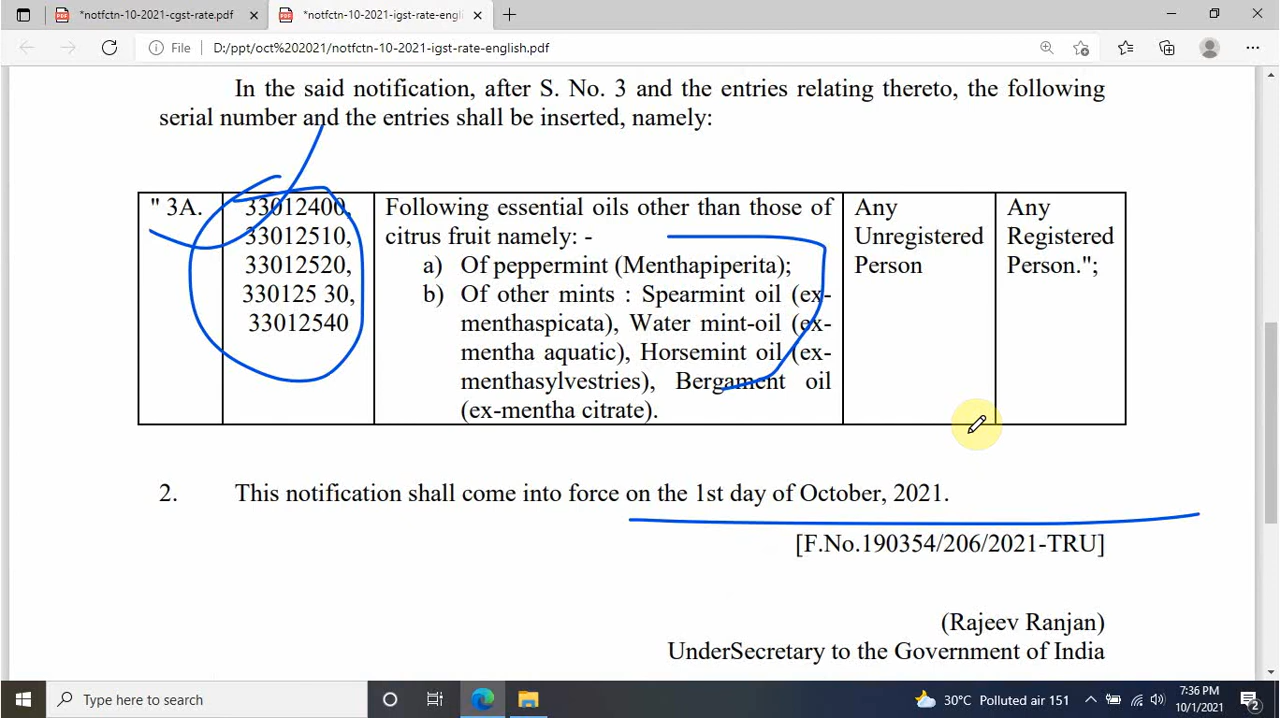 *notfctn-10-2021-cgst-rate.pdf
*notfctn-10-2021-igst-rate-engli
File
D:/ppt/oct%202021/notfctn-10-2021-igst-rate-english.pdf
In the said notification, after S. No. 3 and the entries relating thereto, the following
serial number and the entries shall be inserted, namely:
" 3A.
33012400,
33012510,
33012520,
330125 30,
33012540
Following essential oils other than those of
citrus fruit namely: -
a) Of peppermint (Menthapiperita);
b) Of other mints : Spearmint oil (ex-
menthaspicata), Water mint-oil (ex-
mentha aquatic), Horsemint oil (ex-
menthasylvestries), Bergament oil
(ex-mentha citrate).
Any
Unregistered
Person
Any
Registered
Person.";
2. This notification shall come into force on the 1st day of October, 2021.
[F.No.190354/206/2021-TRU]
(Rajeev Ranjan)
UnderSecretary to the Government of India
Type here to search
30°C Polluted air 151
7:36 PM
10/1/2021
2